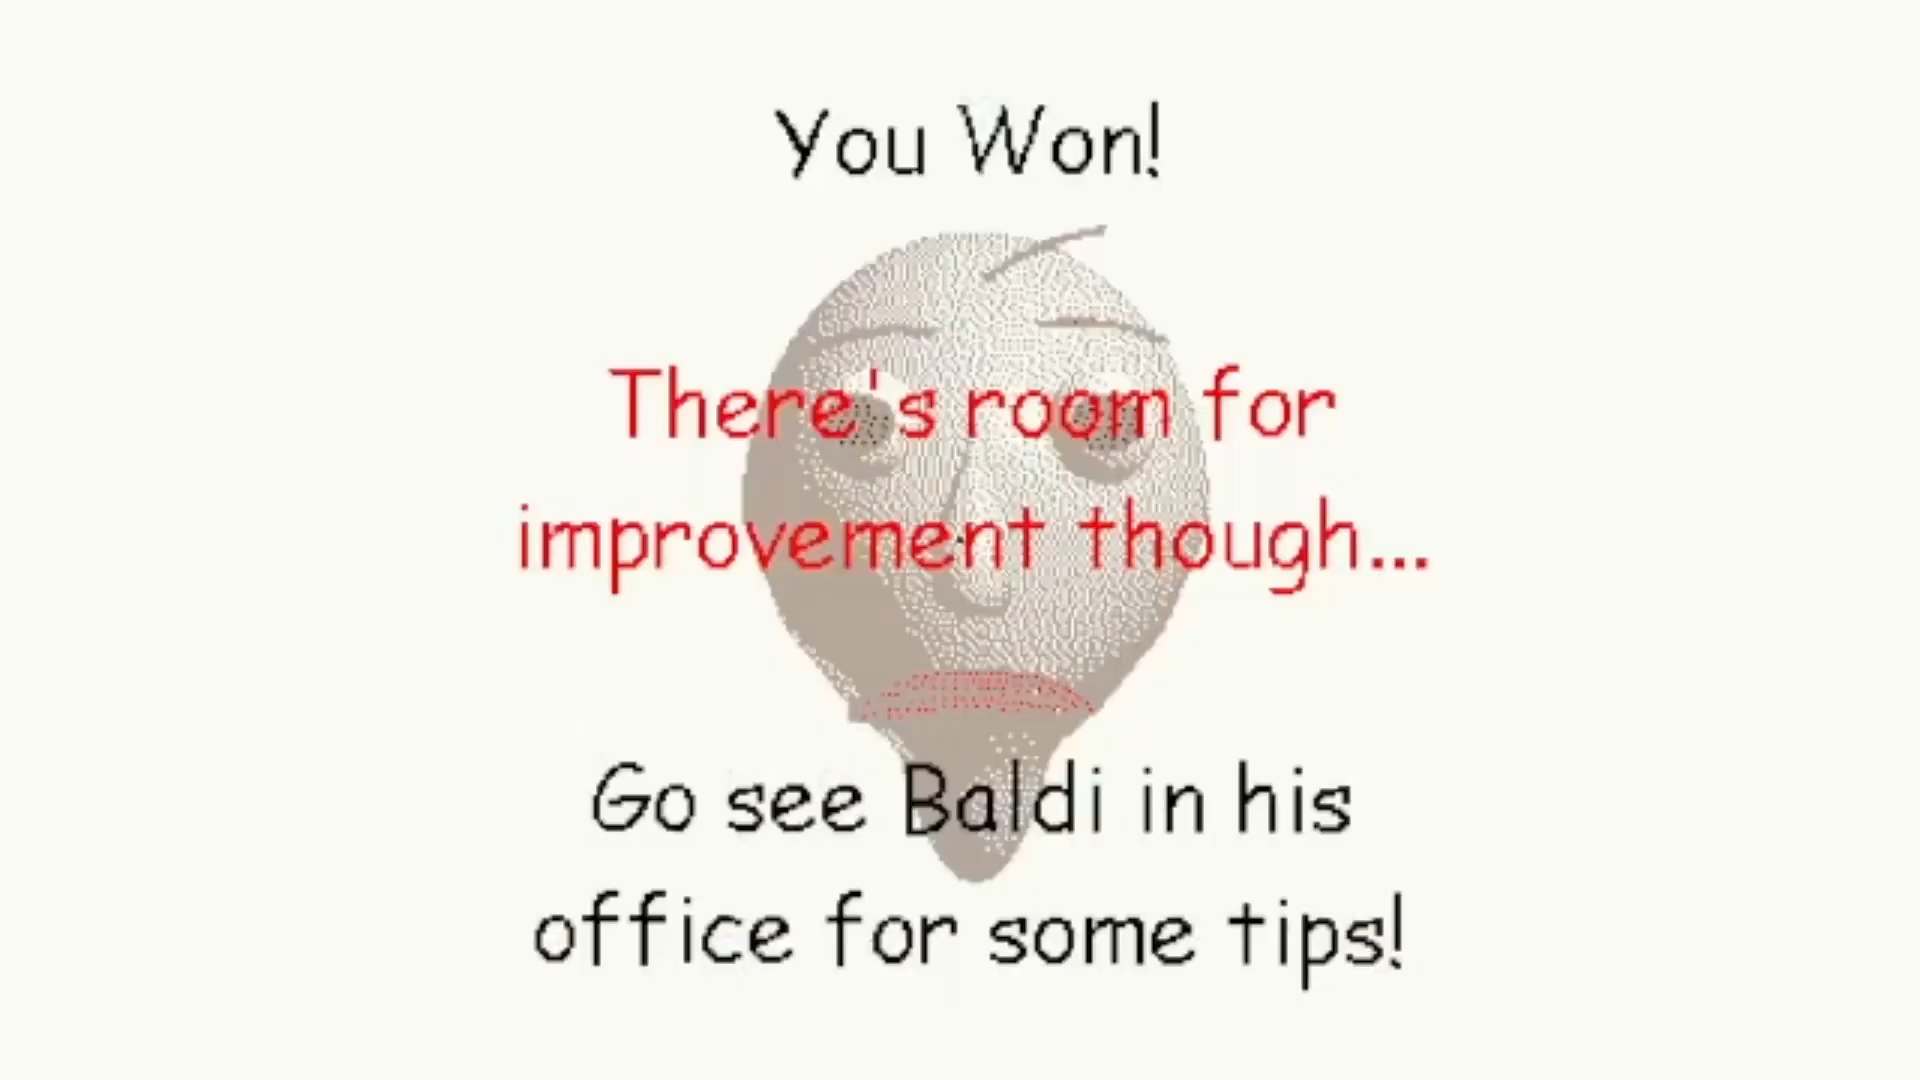 You Won!
There's room for
improvement though...
Go see Baldi in his
office for some tips!